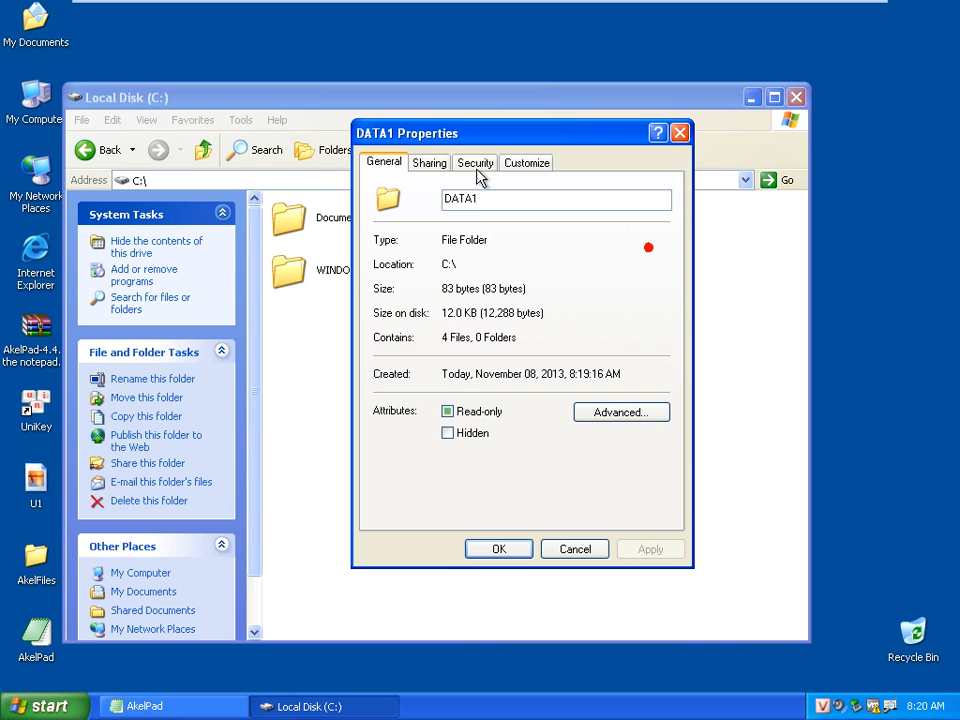 My Documents
My Compute
My Network
Places
Internet
Explorer
AkelPad-4.4.
the notepad.
UniKey
U1
AkelFiles
AkelPad
Recycle Bin
Local Disk (C:)
File Edit View Favorites Tools Help
Back Search Folders
Address C:\ Go
System Tasks
Hide the contents of
this drive
Add or remove
programs
Search for files or
folders
File and Folder Tasks
Rename this folder
Move this folder
Copy this folder
Publish this folder to
the Web
Share this folder
E-mail this folder's files
Delete this folder
Other Places
My Computer
My Documents
Shared Documents
My Network Places
Docume
WINDO
DATA1 Properties
General Sharing Security Customize
DATA1
Type: File Folder
Location: C:\
Size: 83 bytes (83 bytes)
Size on disk: 12.0 KB (12,288 bytes)
Contains: 4 Files, 0 Folders
Created: Today, November 08, 2013, 8:19:16 AM
Attributes: Read-only Advanced...
Hidden
OK Cancel Apply
start AkelPad Local Disk (C:) V 8:20 AM